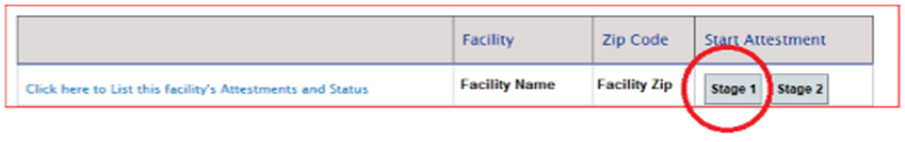 Facility Zip Code Start Attestment
Click here to List this facility's Attestments and Status Facility Name Facility Zip Stage 1 Stage 2